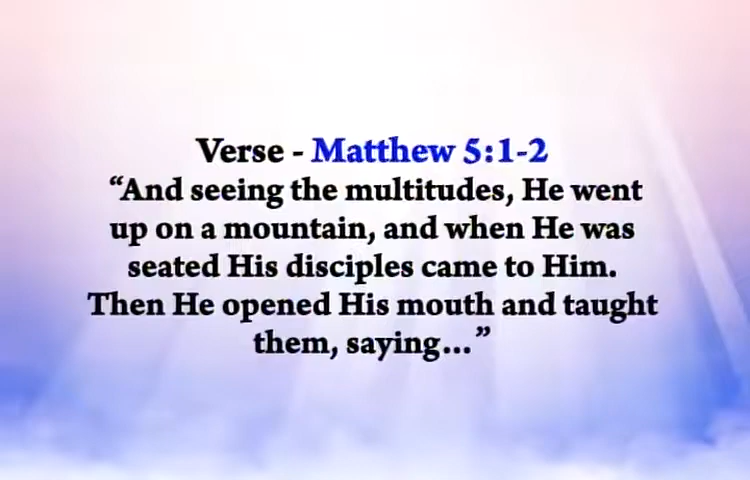 Verse - Matthew 5:1-2
“And seeing the multitudes, He went
up on a mountain, and when He was
seated His disciples came to Him.
Then He opened His mouth and taught
them, saying...”